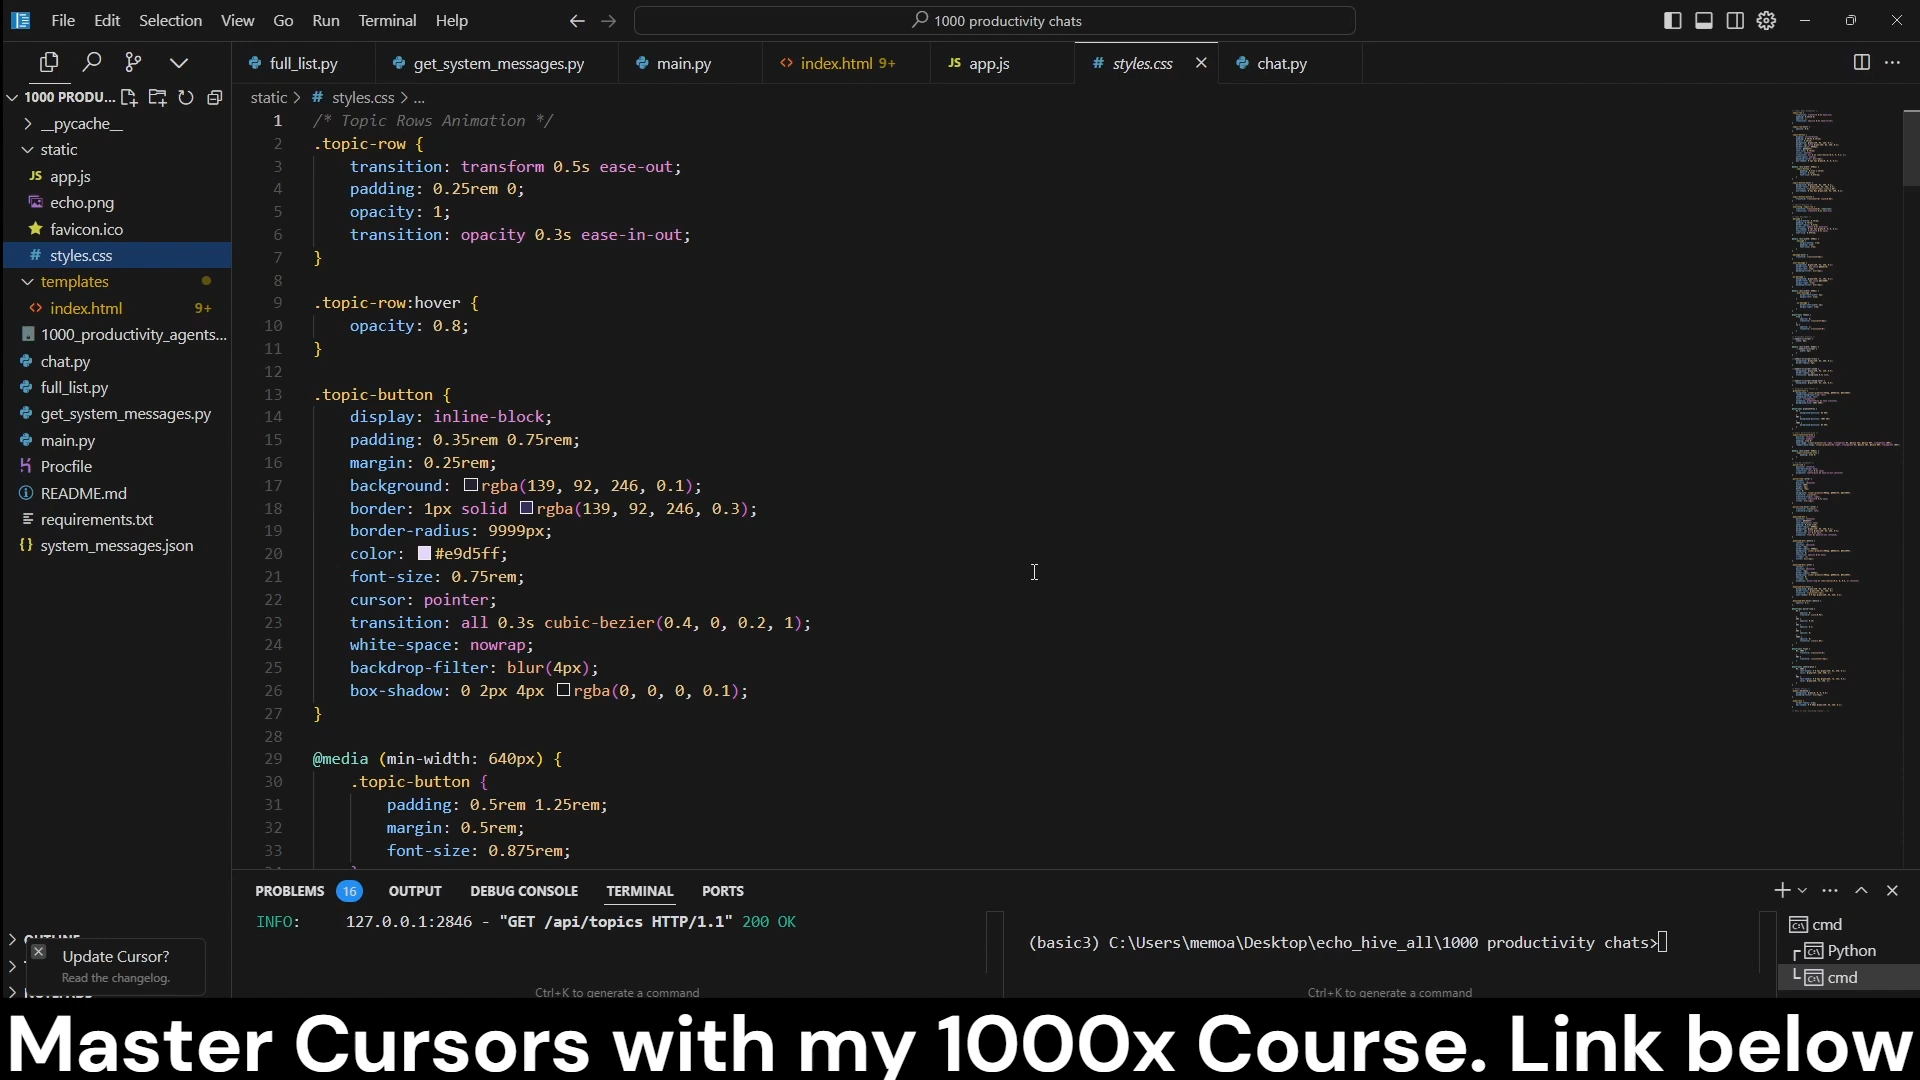 File Edit Selection View Go Run Terminal Help
1000 productivity chats
full_list.py
get_system_messages.py
main.py
index.html 9+
JS app.js
# styles.css
chat.py
1000 PRODU...
static > # styles.css > ...
__pycache__
static
JS app.js
echo.png
favicon.ico
# styles.css
templates
<> index.html 9+
1000_productivity_agents...
chat.py
full_list.py
get_system_messages.py
main.py
Procfile
README.md
requirements.txt
{} system_messages.json
1 /* Topic Rows Animation */
2 .topic-row {
3 transition: transform 0.5s ease-out;
4 padding: 0.25rem 0;
5 opacity: 1;
6 transition: opacity 0.3s ease-in-out;
7 }
8
9 .topic-row:hover {
10 opacity: 0.8;
11 }
12
13 .topic-button {
14 display: inline-block;
15 padding: 0.35rem 0.75rem;
16 margin: 0.25rem;
17 background: rgba(139, 92, 246, 0.1);
18 border: 1px solid rgba(139, 92, 246, 0.3);
19 border-radius: 9999px;
20 color: #e9d5ff;
21 font-size: 0.75rem;
22 cursor: pointer;
23 transition: all 0.3s cubic-bezier(0.4, 0, 0.2, 1);
24 white-space: nowrap;
25 backdrop-filter: blur(4px);
26 box-shadow: 0 2px 4px rgba(0, 0, 0, 0.1);
27 }
28
29 @media (min-width: 640px) {
30 .topic-button {
31 padding: 0.5rem 1.25rem;
32 margin: 0.5rem;
33 font-size: 0.875rem;
PROBLEMS 16 OUTPUT DEBUG CONSOLE TERMINAL PORTS
INFO: 127.0.0.1:2846 - "GET /api/topics HTTP/1.1" 200 OK
(basic3) C:\Users\memoa\Desktop\echo_hive_all\1000 productivity chats>
Ctrl+K to generate a command
Ctrl+K to generate a command
cmd
Python
cmd
Update Cursor?
Read the changelog.
Master Cursors with my 1000x Course. Link below